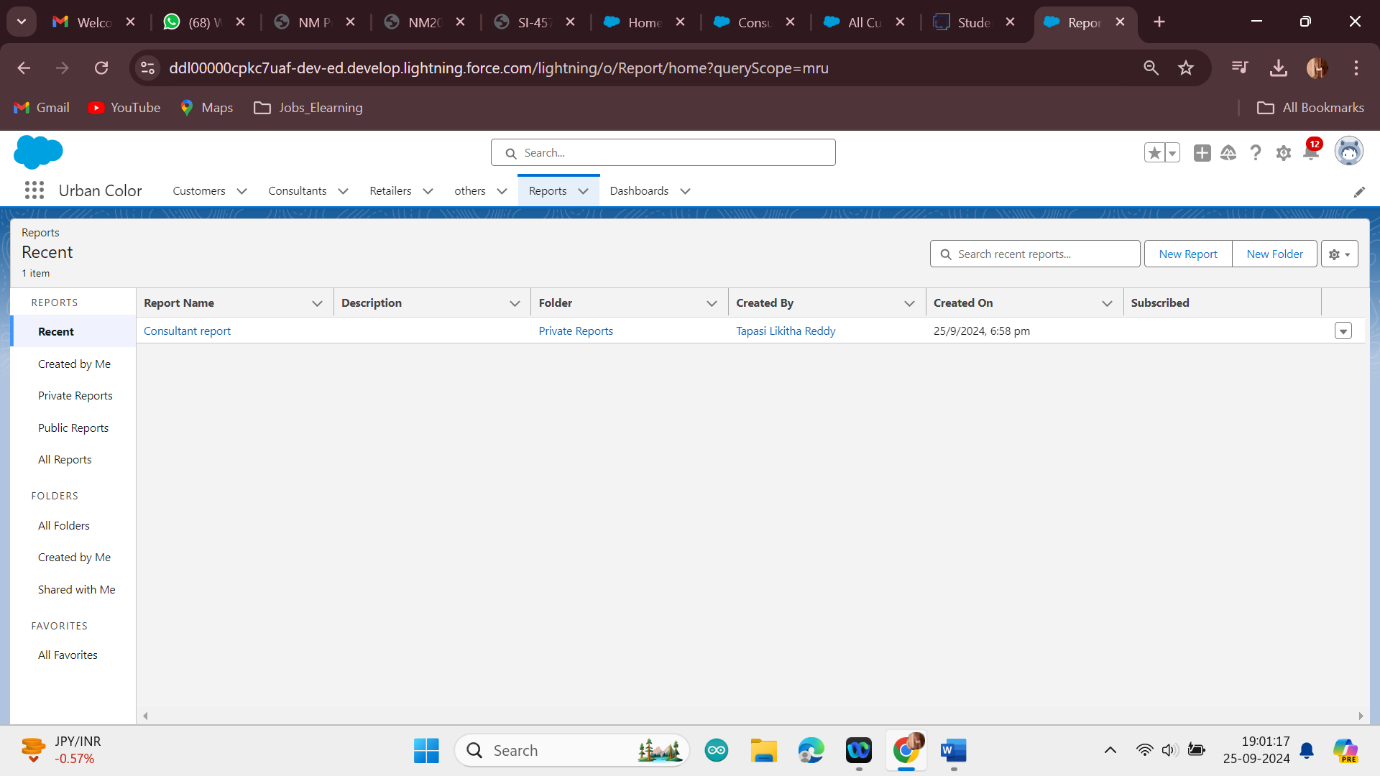 Welco
(68) W
NM P
NM20
SI-457
Home
Consu
All Cu
Stude
Repor
ddl00000cpkc7uaf-dev-ed.develop.lightning.force.com/lightning/o/Report/home?queryScope=mru
Gmail YouTube Maps Jobs_Elearning All Bookmarks
Search...
12
Urban Color Customers Consultants Retailers others Reports Dashboards
Reports
Recent
1 item
Search recent reports... New Report New Folder
REPORTS
Recent
Created by Me
Private Reports
Public Reports
All Reports
FOLDERS
All Folders
Created by Me
Shared with Me
FAVORITES
All Favorites
Report Name Description Folder Created By Created On Subscribed
Consultant report Private Reports Tapasi Likitha Reddy 25/9/2024, 6:58 pm
JPY/INR
-0.57%
Search
PRE
19:01:17
25-09-2024